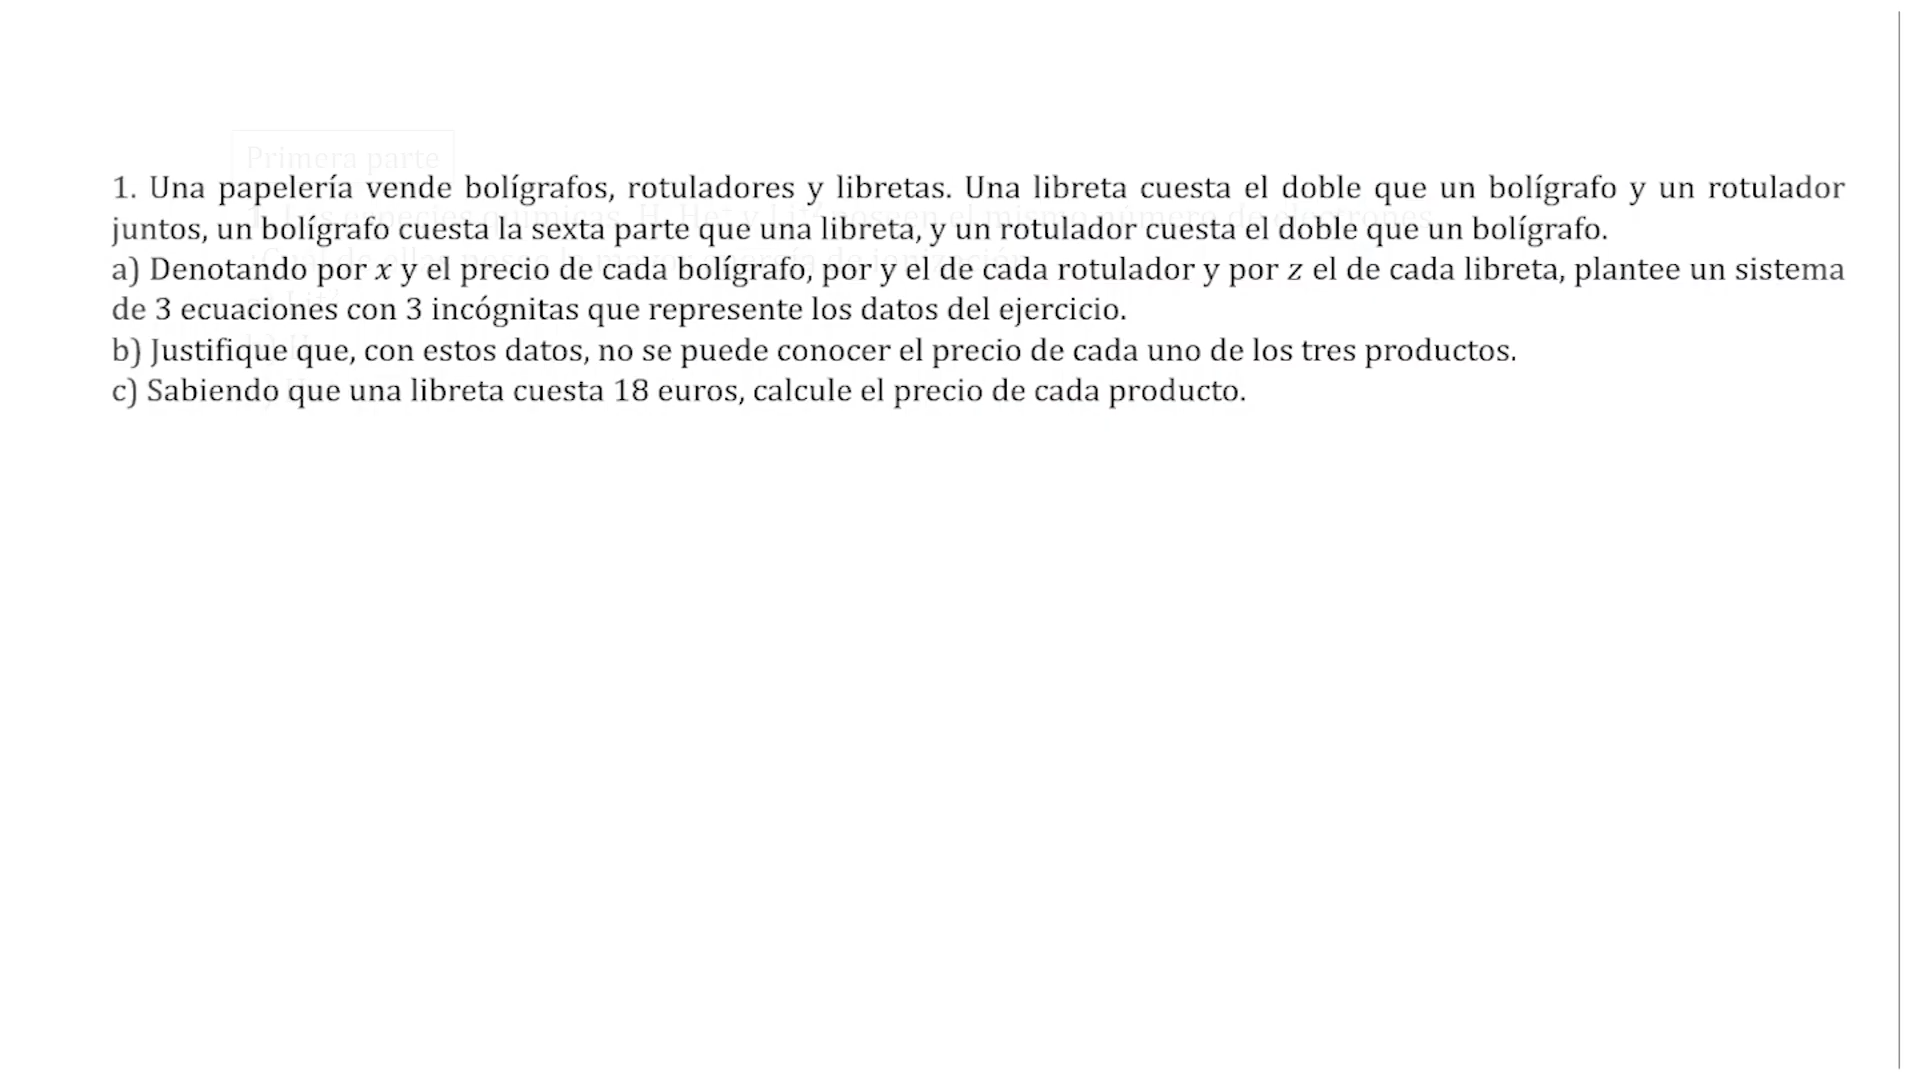 Primera parte
1. Una papelería vende bolígrafos, rotuladores y libretas. Una libreta cuesta el doble que un bolígrafo y un rotulador
juntos, un bolígrafo cuesta la sexta parte que una libreta, y un rotulador cuesta el doble que un bolígrafo.
a) Denotando por x y el precio de cada bolígrafo, por y el de cada rotulador y por z el de cada libreta, plantee un sistema
de 3 ecuaciones con 3 incógnitas que represente los datos del ejercicio.
b) Justifique que, con estos datos, no se puede conocer el precio de cada uno de los tres productos.
c) Sabiendo que una libreta cuesta 18 euros, calcule el precio de cada producto.